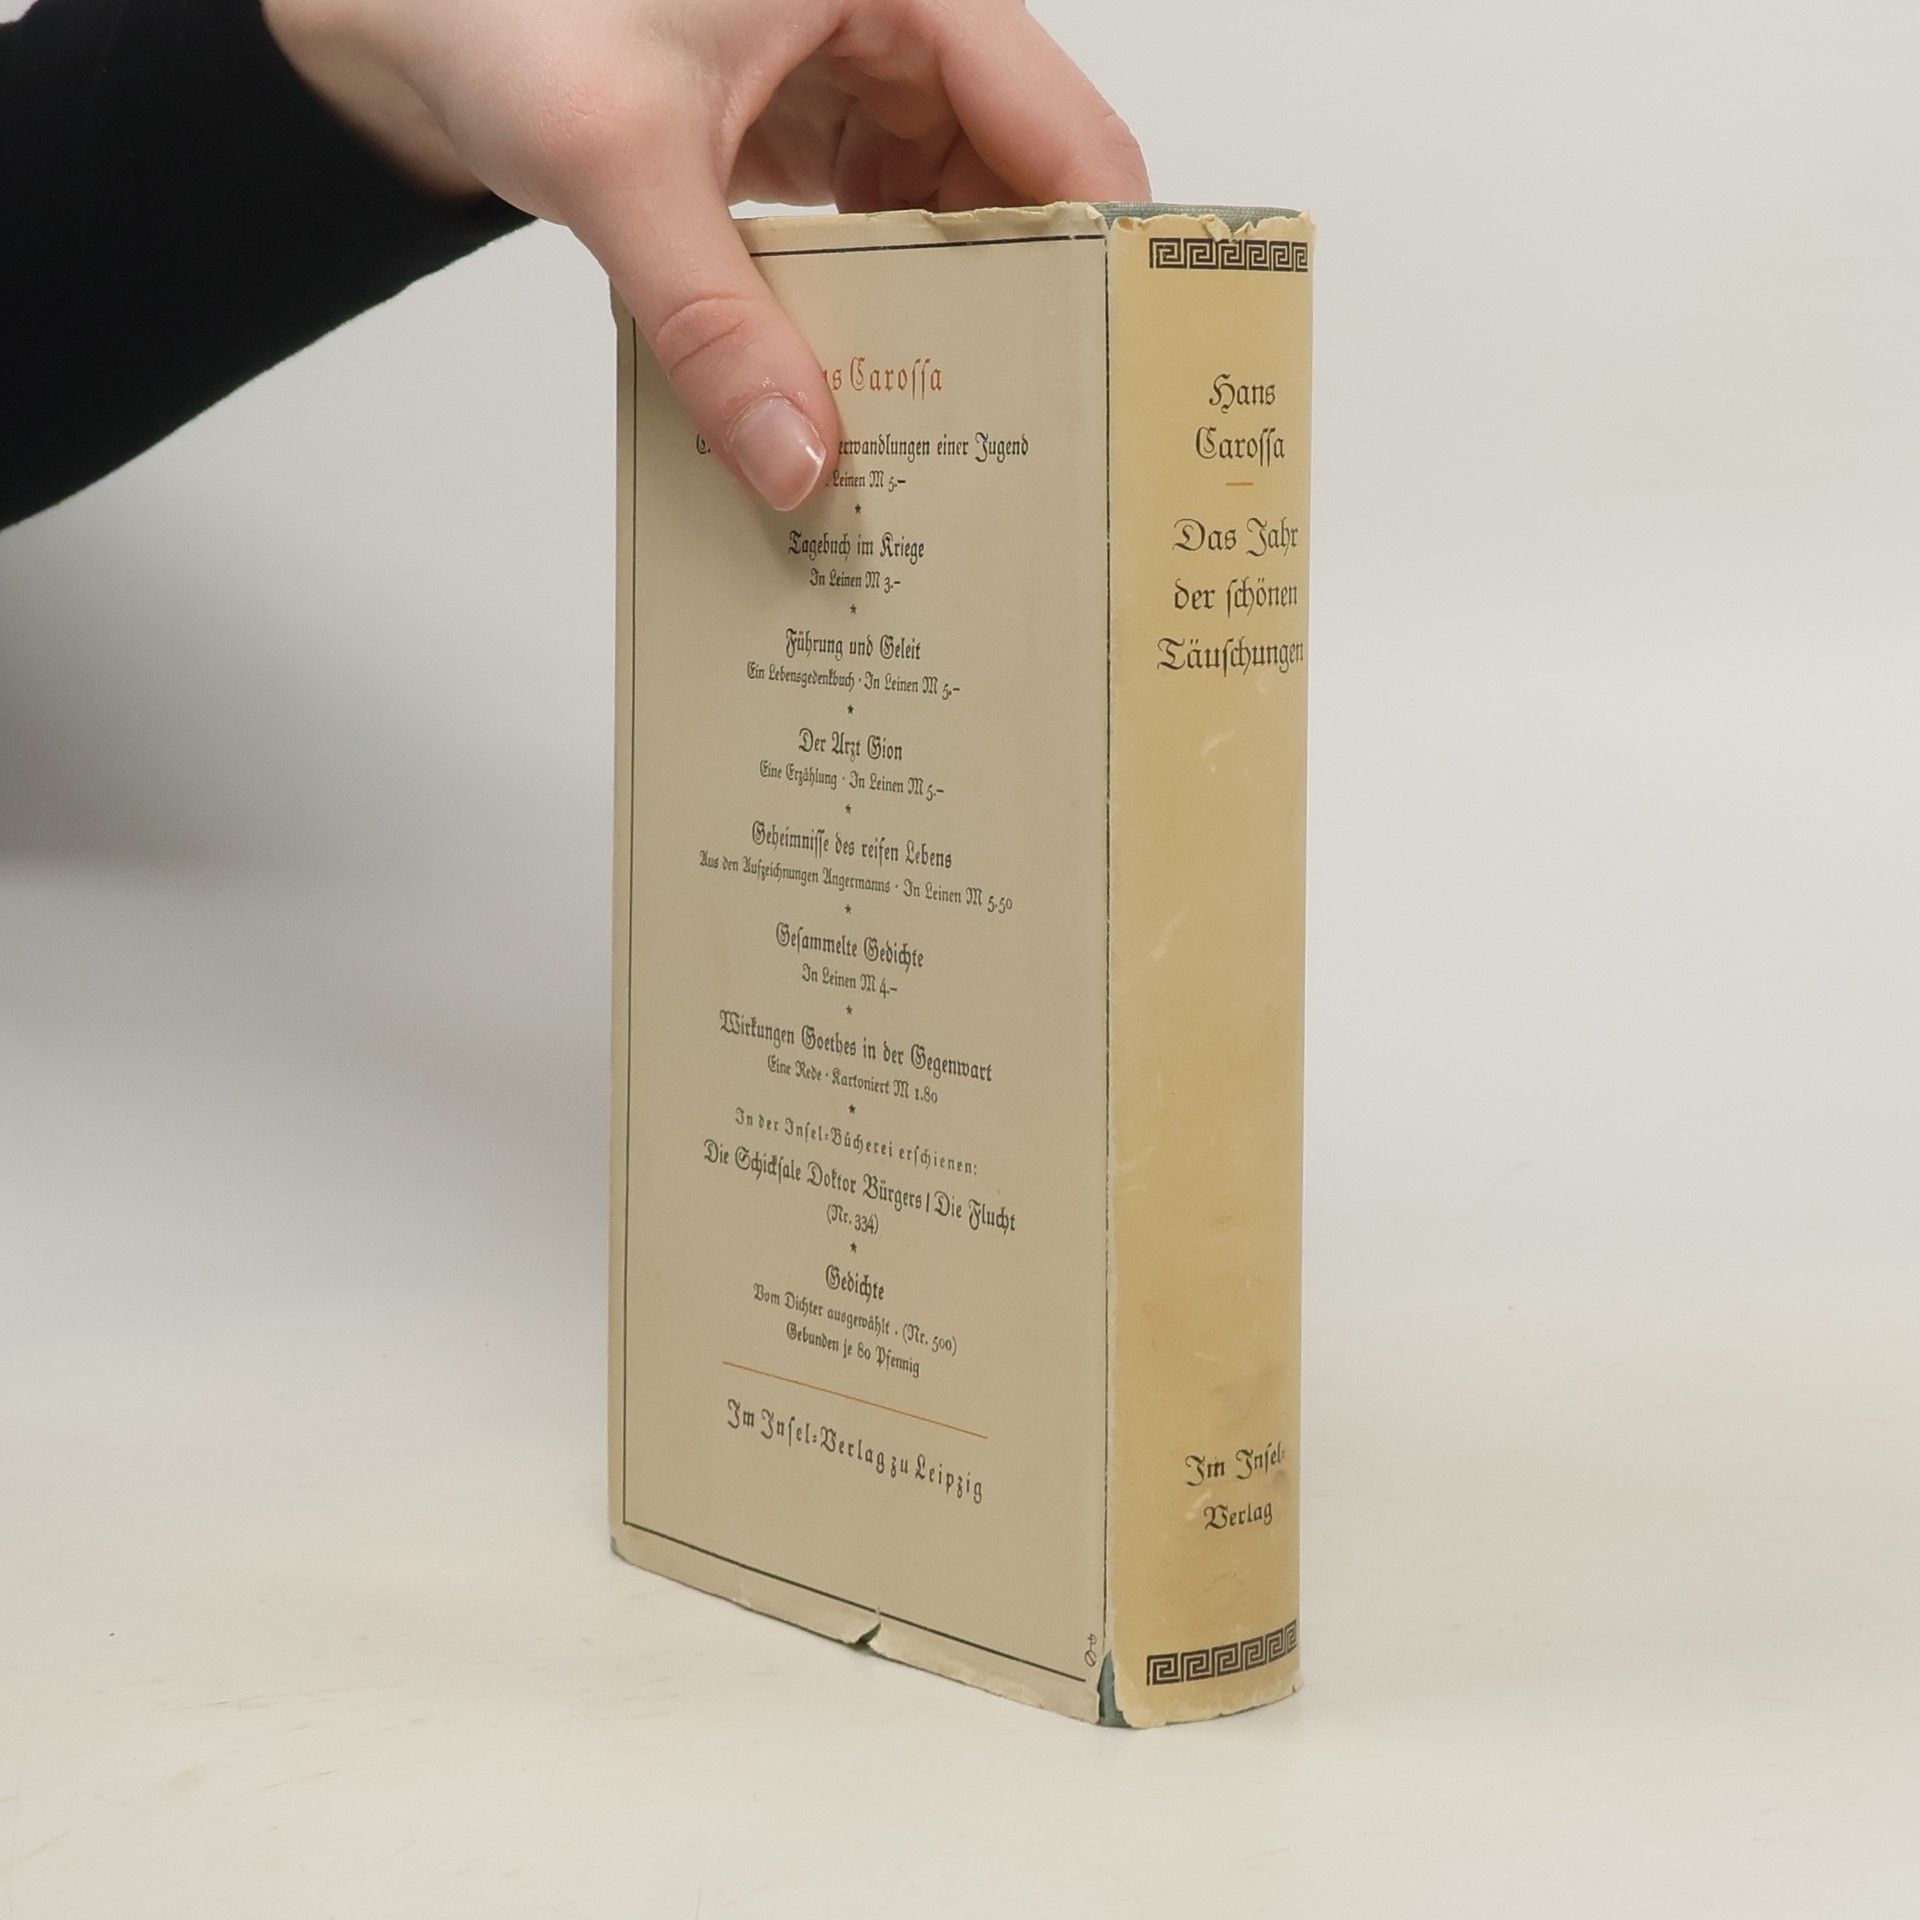 Carossa
einer Jugend
Leinen M 5.–
*
Tagebuch im Kriege
In Leinen M 3.–
*
Führung und Geleit
Ein Lebensgedenkbuch · In Leinen M 5.–
*
Der Arzt Gion
Eine Erzählung · In Leinen M 5.–
*
Geheimnisse des reifen Lebens
Aus den Aufzeichnungen Angermanns · In Leinen M 5.50
*
Gesammelte Gedichte
In Leinen M 4.–
*
Wirkungen Goethes in der Gegenwart
Eine Rede · Kartoniert M 1.80
*
In der Insel-Bücherei erschienen:
Die Schicksale Doktor Bürgers / Die Flucht
(Nr. 334)
*
Gedichte
Vom Dichter ausgewählt . (Nr. 500)
Gebunden je 80 Pfennig
Im Insel-Verlag zu Leipzig
Hans
Carossa
Das Jahr
der schönen
Täuschungen
Im Insel-
Verlag